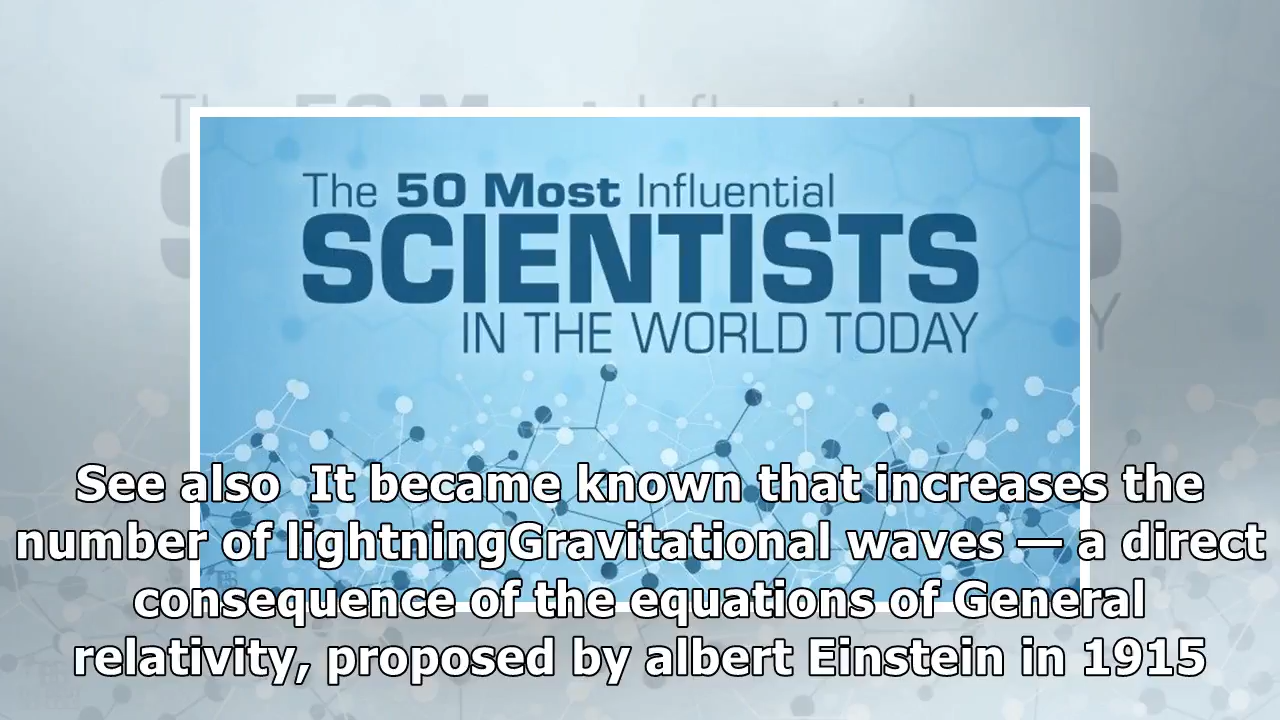 The 50 Most Influential
SCIENTISTS
IN THE WORLD TODAY
See also  It became known that increases the
number of lightningGravitational waves — a direct
consequence of the equations of General
relativity, proposed by albert Einstein in 1915